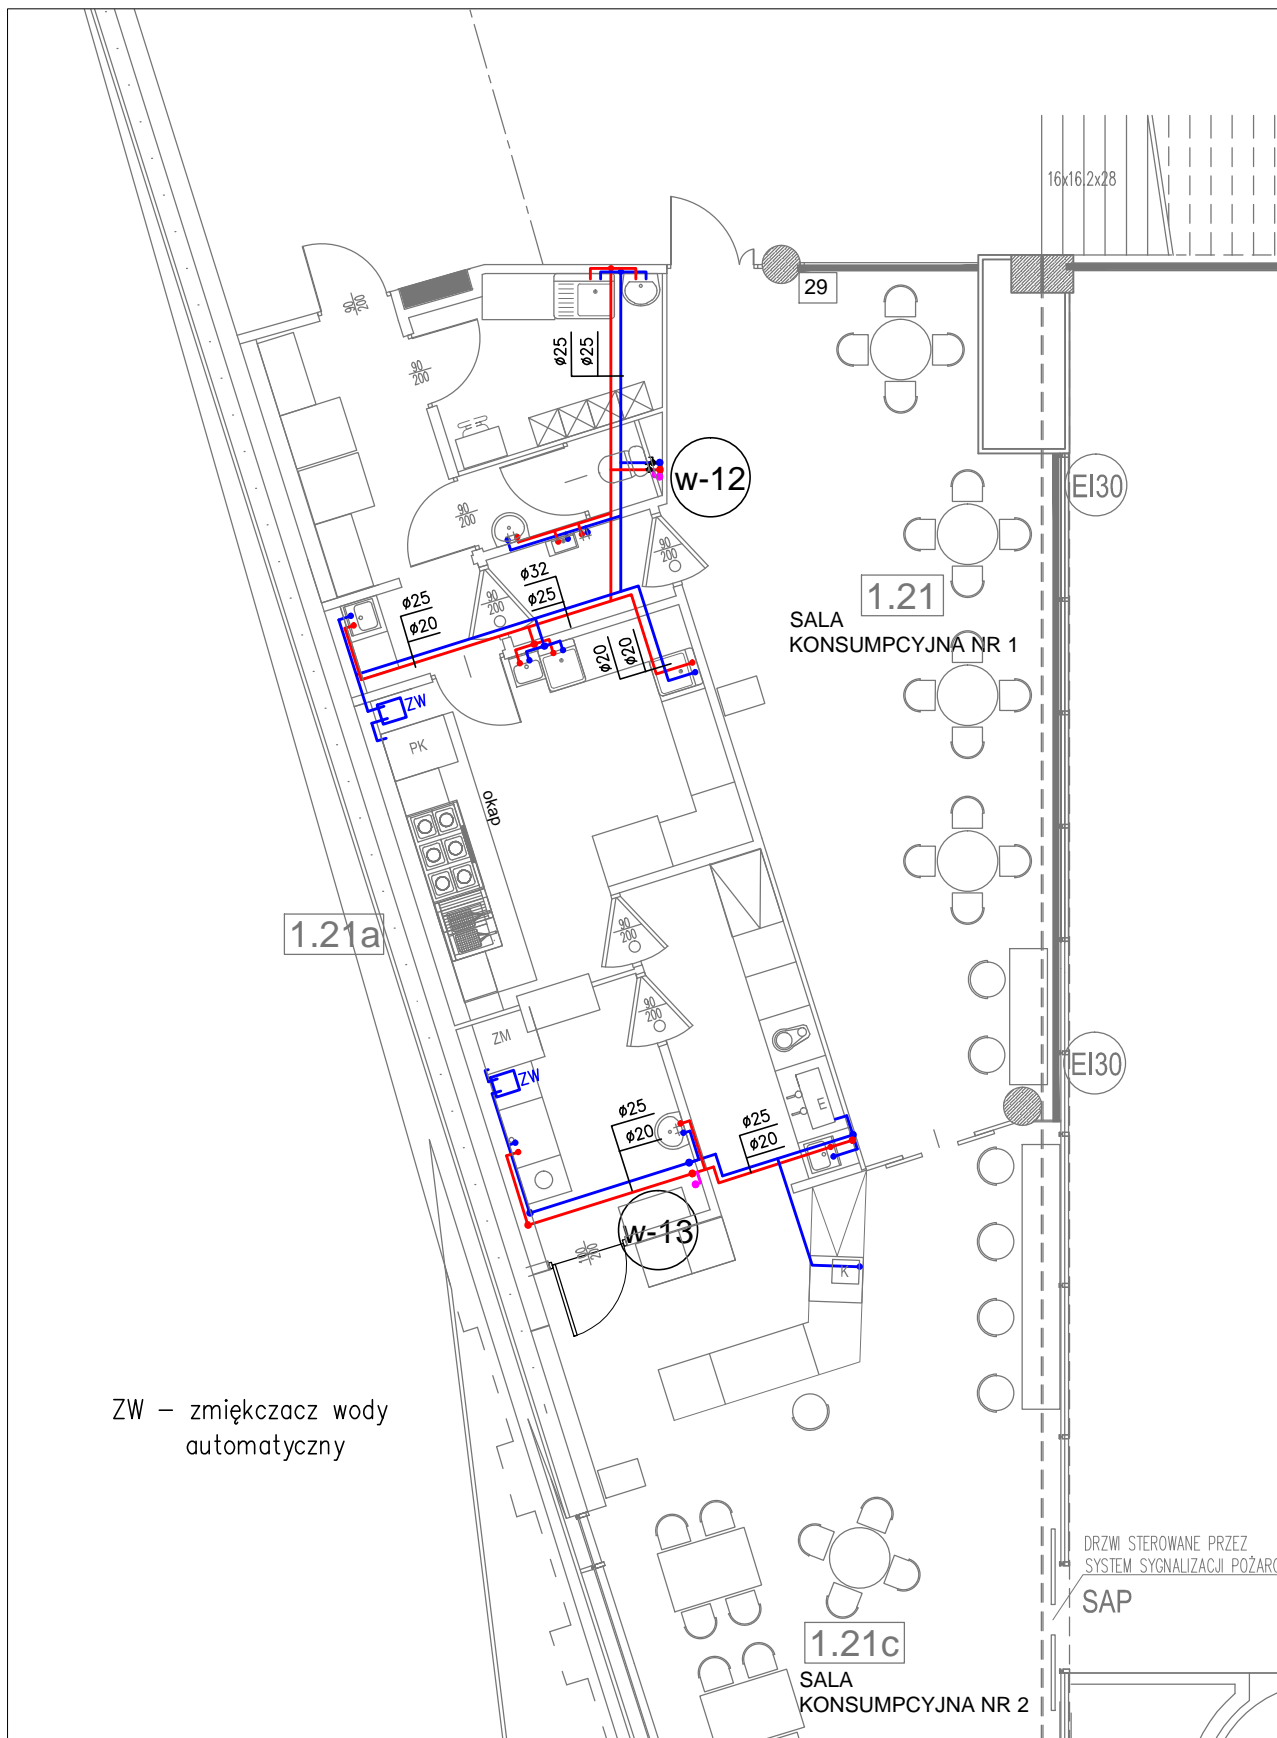 16x16.2x28
90
200
29
ø25
ø25
90
200
w-12
EI30
90
200
90
200
1.21
SALA
KONSUMPCYJNA NR 1
ø32
ø25
ø25
ø20
90
200
ø20
ø20
ZW
PK
okap
1.21a
90
200
90
200
ZM
ZW
EI30
E
ø25
ø20
ø25
ø20
w-13
K
ZW – zmiękczacz wody
automatyczny
DRZWI STEROWANE PRZEZ
SYSTEM SYGNALIZACJI POŻARO
SAP
1.21c
SALA
KONSUMPCYJNA NR 2